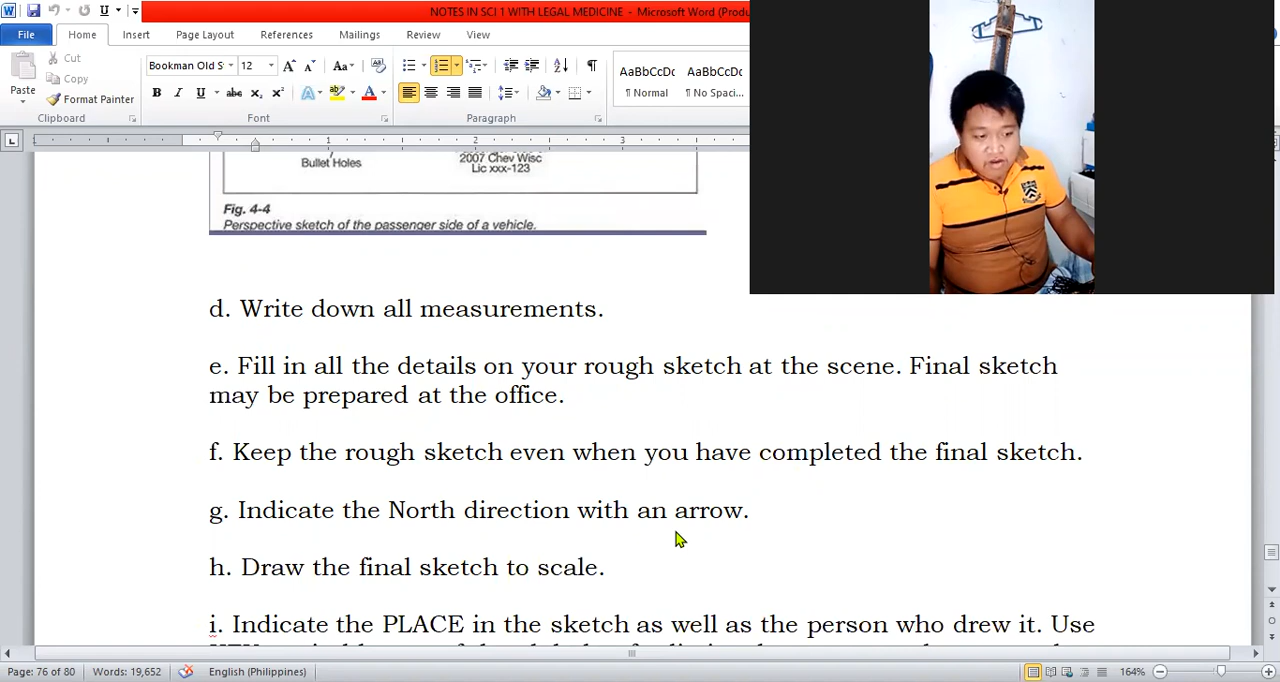 NOTES IN SCI 1 WITH LEGAL MEDICINE - Microsoft Word (Produ
File Home Insert Page Layout References Mailings Review View
Cut
Copy
Paste
Format Painter
Clipboard
Bookman Old S 12
Font
Paragraph
AaBbCcDc AaBbCcDc
¶ Normal ¶ No Spaci...
1 2 3
Bullet Holes
2007 Chev Wisc
Lic xxx-123
Fig. 4-4
Perspective sketch of the passenger side of a vehicle.
d. Write down all measurements.
e. Fill in all the details on your rough sketch at the scene. Final sketch
may be prepared at the office.
f. Keep the rough sketch even when you have completed the final sketch.
g. Indicate the North direction with an arrow.
h. Draw the final sketch to scale.
i. Indicate the PLACE in the sketch as well as the person who drew it. Use
Page: 76 of 80 Words: 19,652 English (Philippines) 164%